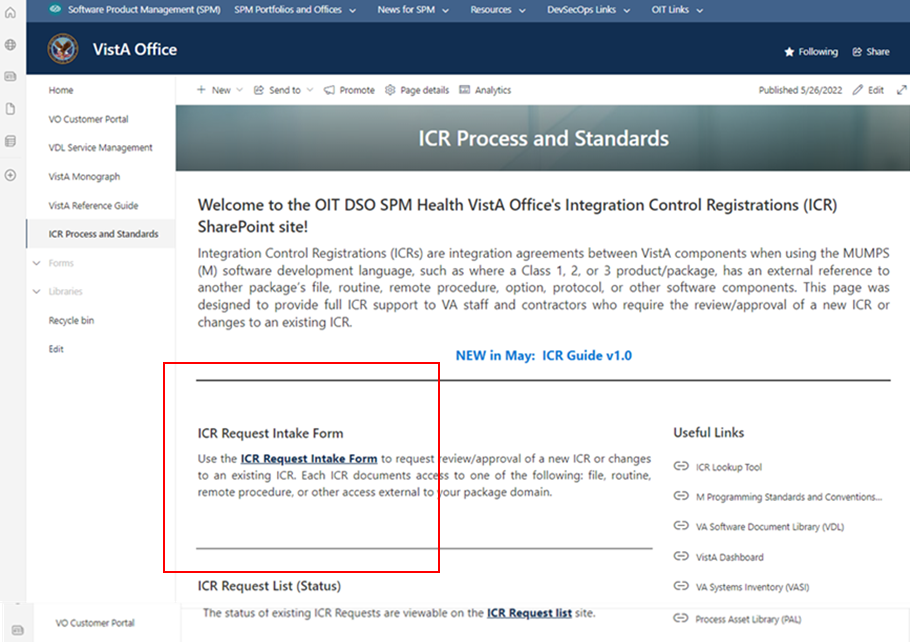 Software Product Management (SPM) SPM Portfolios and Offices News for SPM Resources DevSecOps Links OIT Links
VistA Office
Following Share
Home
VO Customer Portal
VDL Service Management
VistA Monograph
VistA Reference Guide
ICR Process and Standards
Forms
Libraries
Recycle bin
Edit
New Send to Promote Page details Analytics Published 5/26/2022 Edit
ICR Process and Standards
Welcome to the OIT DSO SPM Health VistA Office's Integration Control Registrations (ICR)
SharePoint site!
Integration Control Registrations (ICRs) are integration agreements between VistA components when using the MUMPS
(M) software development language, such as where a Class 1, 2, or 3 product/package, has an external reference to
another package's file, routine, remote procedure, option, protocol, or other software components. This page was
designed to provide full ICR support to VA staff and contractors who require the review/approval of a new ICR or
changes to an existing ICR.
NEW in May: ICR Guide v1.0
ICR Request Intake Form
Use the ICR Request Intake Form to request review/approval of a new ICR or changes
to an existing ICR. Each ICR documents access to one of the following: file, routine,
remote procedure, or other access external to your package domain.
ICR Request List (Status)
The status of existing ICR Requests are viewable on the ICR Request list site.
Useful Links
ICR Lookup Tool
M Programming Standards and Conventions...
VA Software Document Library (VDL)
VistA Dashboard
VA Systems Inventory (VASI)
Process Asset Library (PAL)
VO Customer Portal